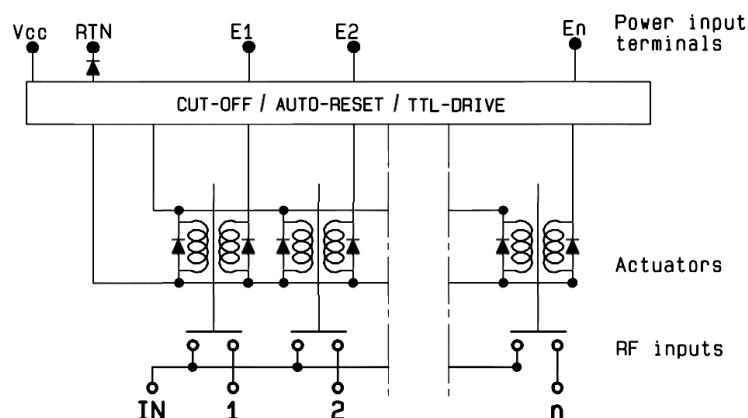 Vcc RTN E1 E2 En Power input
terminals
CUT-OFF / AUTO-RESET / TTL-DRIVE
Actuators
RF inputs
IN 1 2 n